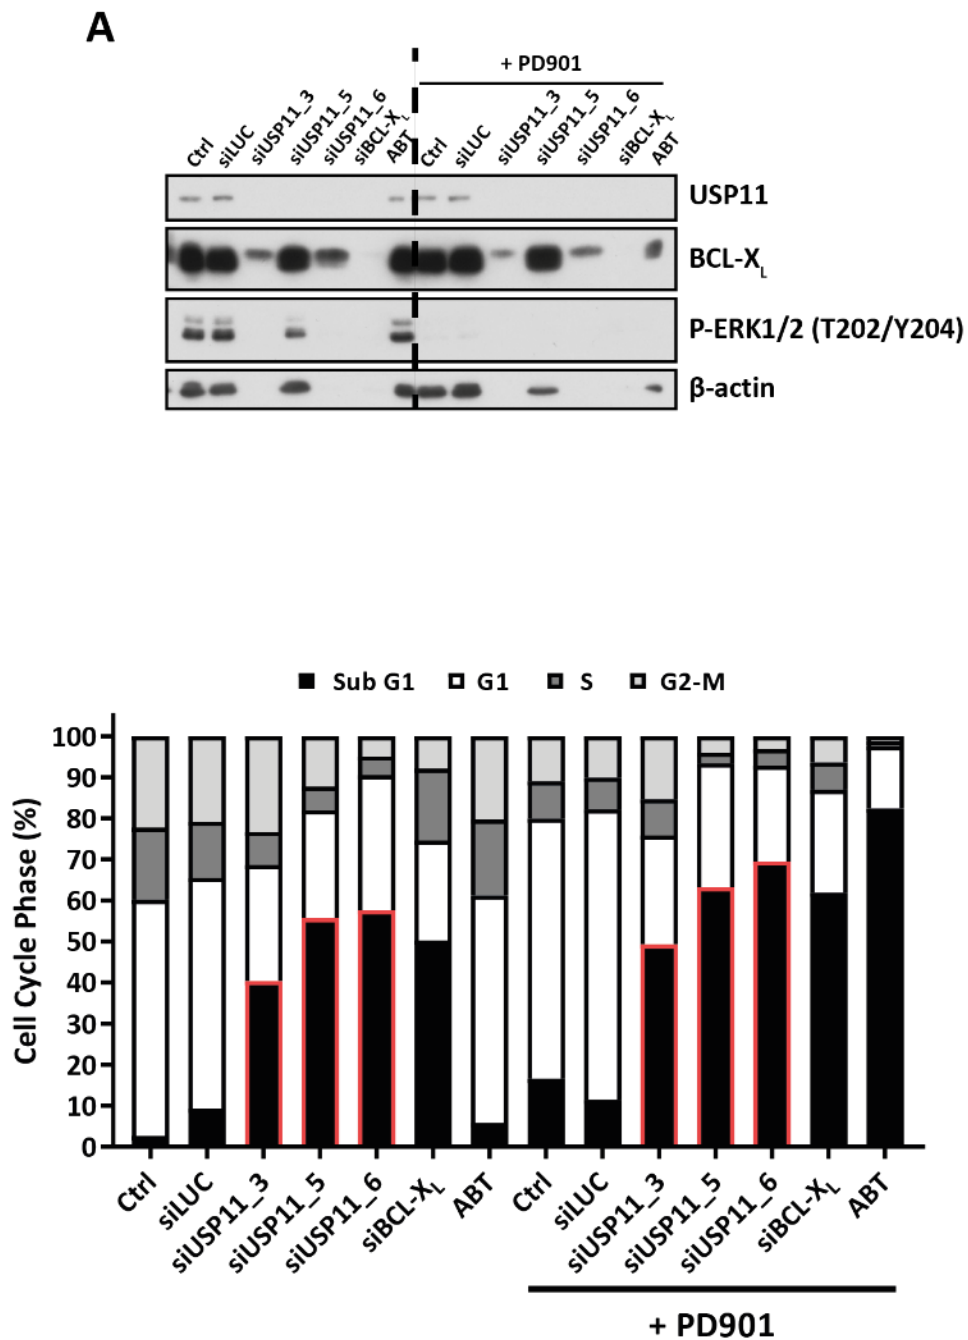 A
+ PD901
Ctrl siLUC siUSP11_3 siUSP11_5 siUSP11_6 siBCL-XL ABT Ctrl siLUC siUSP11_3 siUSP11_5 siUSP11_6 siBCL-XL ABT
USP11
BCL-XL
P-ERK1/2 (T202/Y204)
β-actin
Sub G1 G1 S G2-M
Cell Cycle Phase (%)
100
90
80
70
60
50
40
30
20
10
0
Ctrl siLUC siUSP11_3 siUSP11_5 siUSP11_6 siBCL-XL ABT Ctrl siLUC siUSP11_3 siUSP11_5 siUSP11_6 siBCL-XL ABT
+ PD901